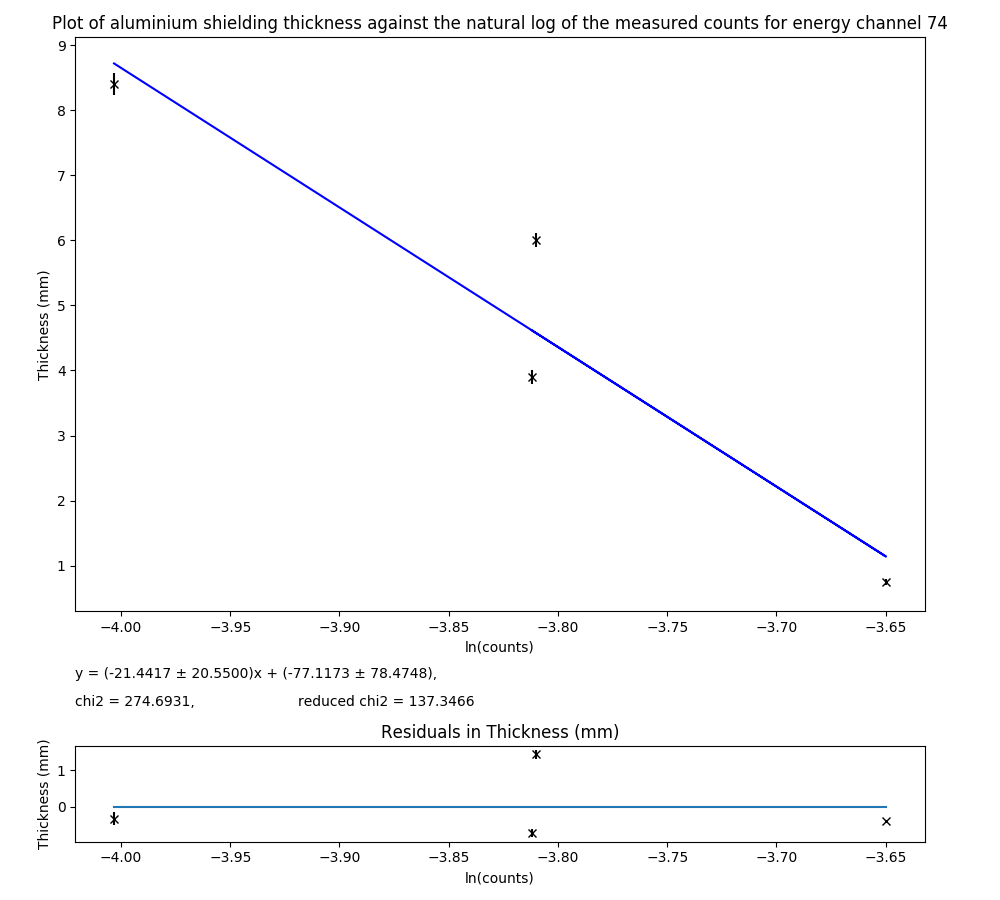 Plot of aluminium shielding thickness against the natural log of the measured counts for energy channel 74
9
8
7
6
5
4
3
2
1
Thickness (mm)
−4.00 −3.95 −3.90 −3.85 −3.80 −3.75 −3.70 −3.65
ln(counts)
y = (-21.4417 ± 20.5500)x + (-77.1173 ± 78.4748),
chi2 = 274.6931, reduced chi2 = 137.3466
Residuals in Thickness (mm)
1
0
Thickness (mm)
−4.00 −3.95 −3.90 −3.85 −3.80 −3.75 −3.70 −3.65
ln(counts)